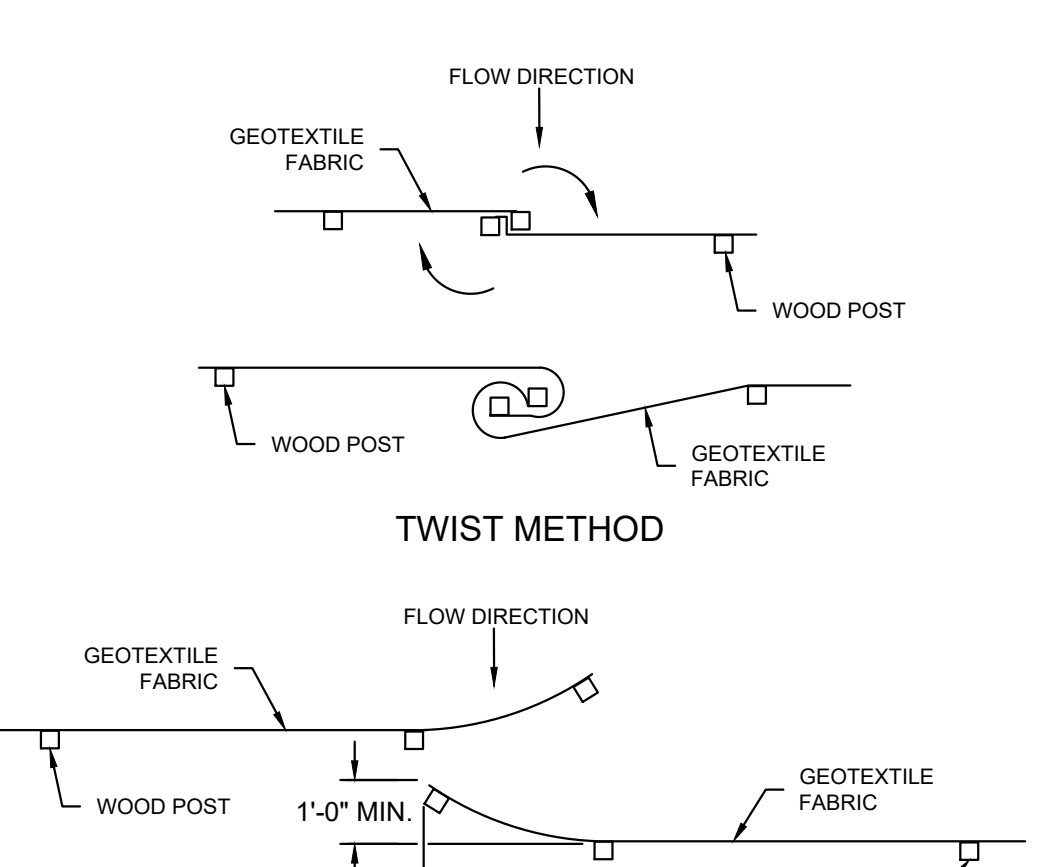 FLOW DIRECTION
GEOTEXTILE
FABRIC
WOOD POST
WOOD POST
GEOTEXTILE
FABRIC
TWIST METHOD
FLOW DIRECTION
GEOTEXTILE
FABRIC
GEOTEXTILE
FABRIC
WOOD POST
1'-0" MIN.